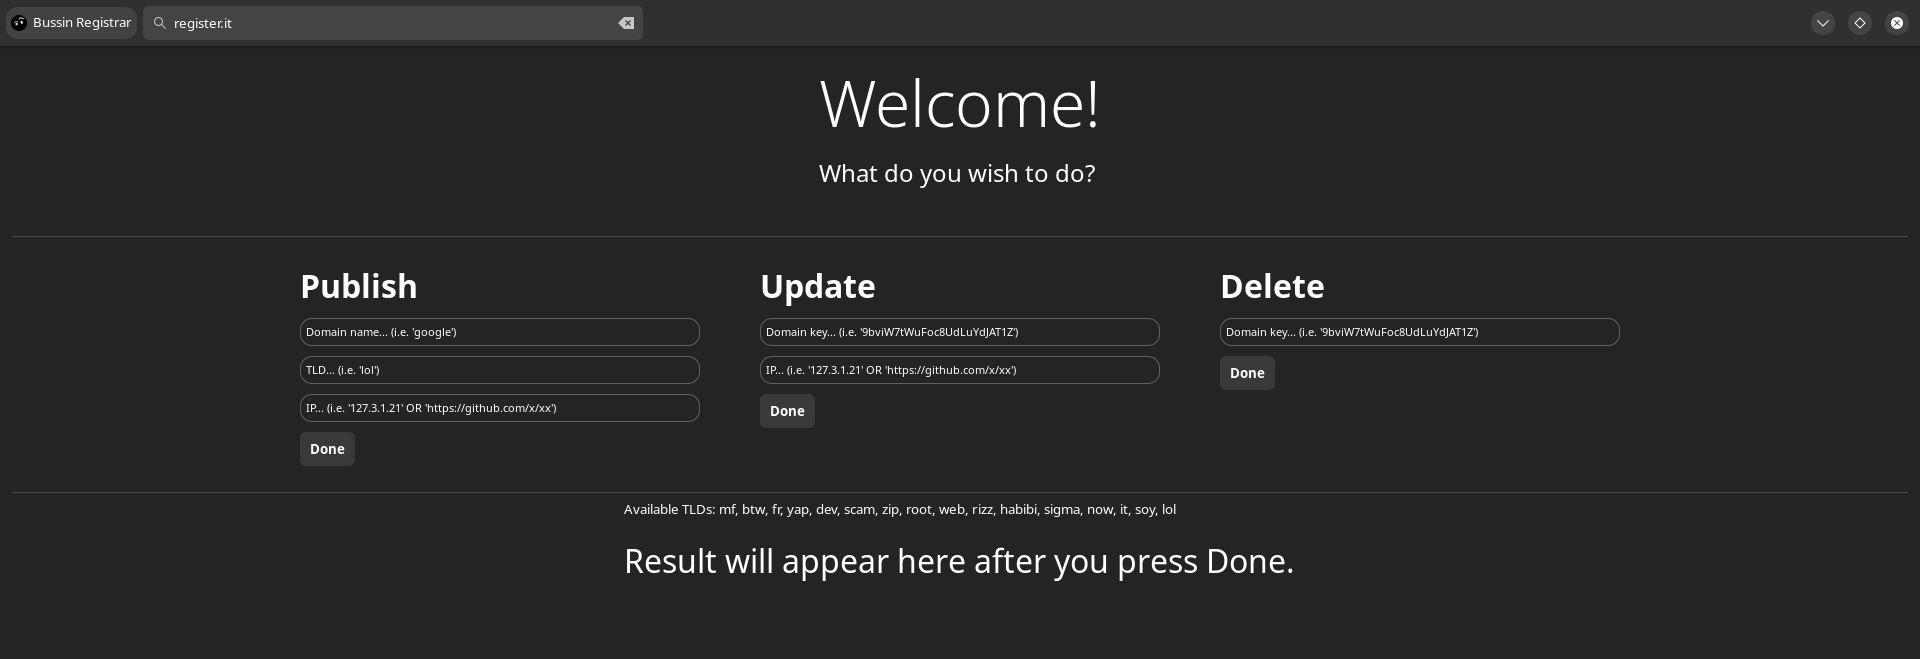 Bussin Registrar
register.it
Welcome!
What do you wish to do?
Publish
Domain name... (i.e. 'google')
TLD... (i.e. 'lol')
IP... (i.e. '127.3.1.21' OR 'https://github.com/x/xx')
Done
Update
Domain key... (i.e. '9bviW7tWuFoc8UdLuYdJAT1Z')
IP... (i.e. '127.3.1.21' OR 'https://github.com/x/xx')
Done
Delete
Domain key... (i.e. '9bviW7tWuFoc8UdLuYdJAT1Z')
Done
Available TLDs: mf, btw, fr, yap, dev, scam, zip, root, web, rizz, habibi, sigma, now, it, soy, lol
Result will appear here after you press Done.